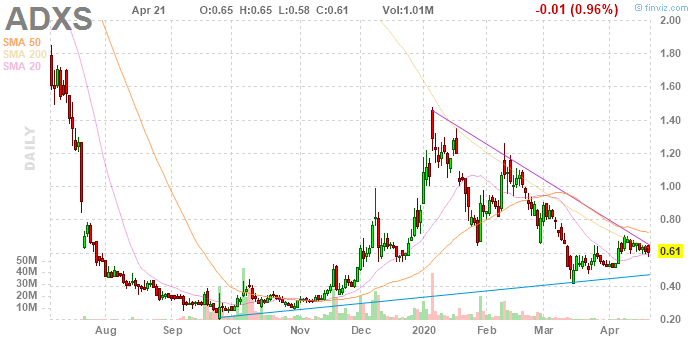 ADXS Apr 21 O:0.65 H:0.65 L:0.58 C:0.61 Vol:1.01M -0.01 (0.96%) © finviz.com
SMA 50
SMA 200
SMA 20
DAILY
2.00
1.80
1.60
1.40
1.20
1.00
0.80
0.61
0.40
0.20
50M
40M
30M
20M
10M
Aug Sep Oct Nov Dec 2020 Feb Mar Apr